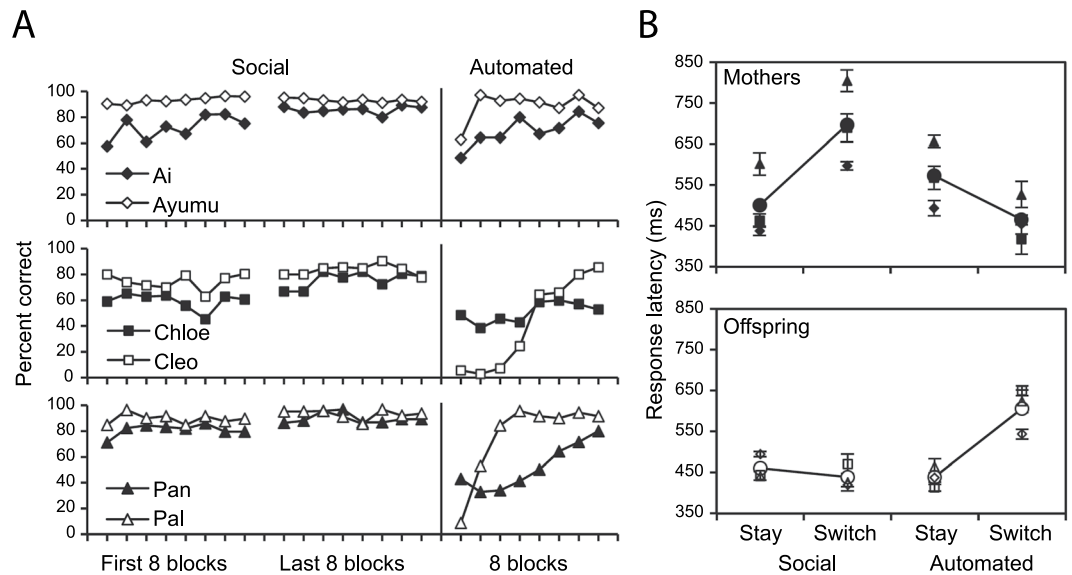 A
B
Social
Automated
Percent correct
100
80
60
40
20
0
Ai
Ayumu
100
80
60
40
20
0
Chloe
Cleo
100
80
60
40
20
0
Pan
Pal
First 8 blocks
Last 8 blocks
8 blocks
Response latency (ms)
850
750
650
550
450
350
Mothers
850
750
650
550
450
350
Offspring
Stay
Switch
Stay
Switch
Social
Automated